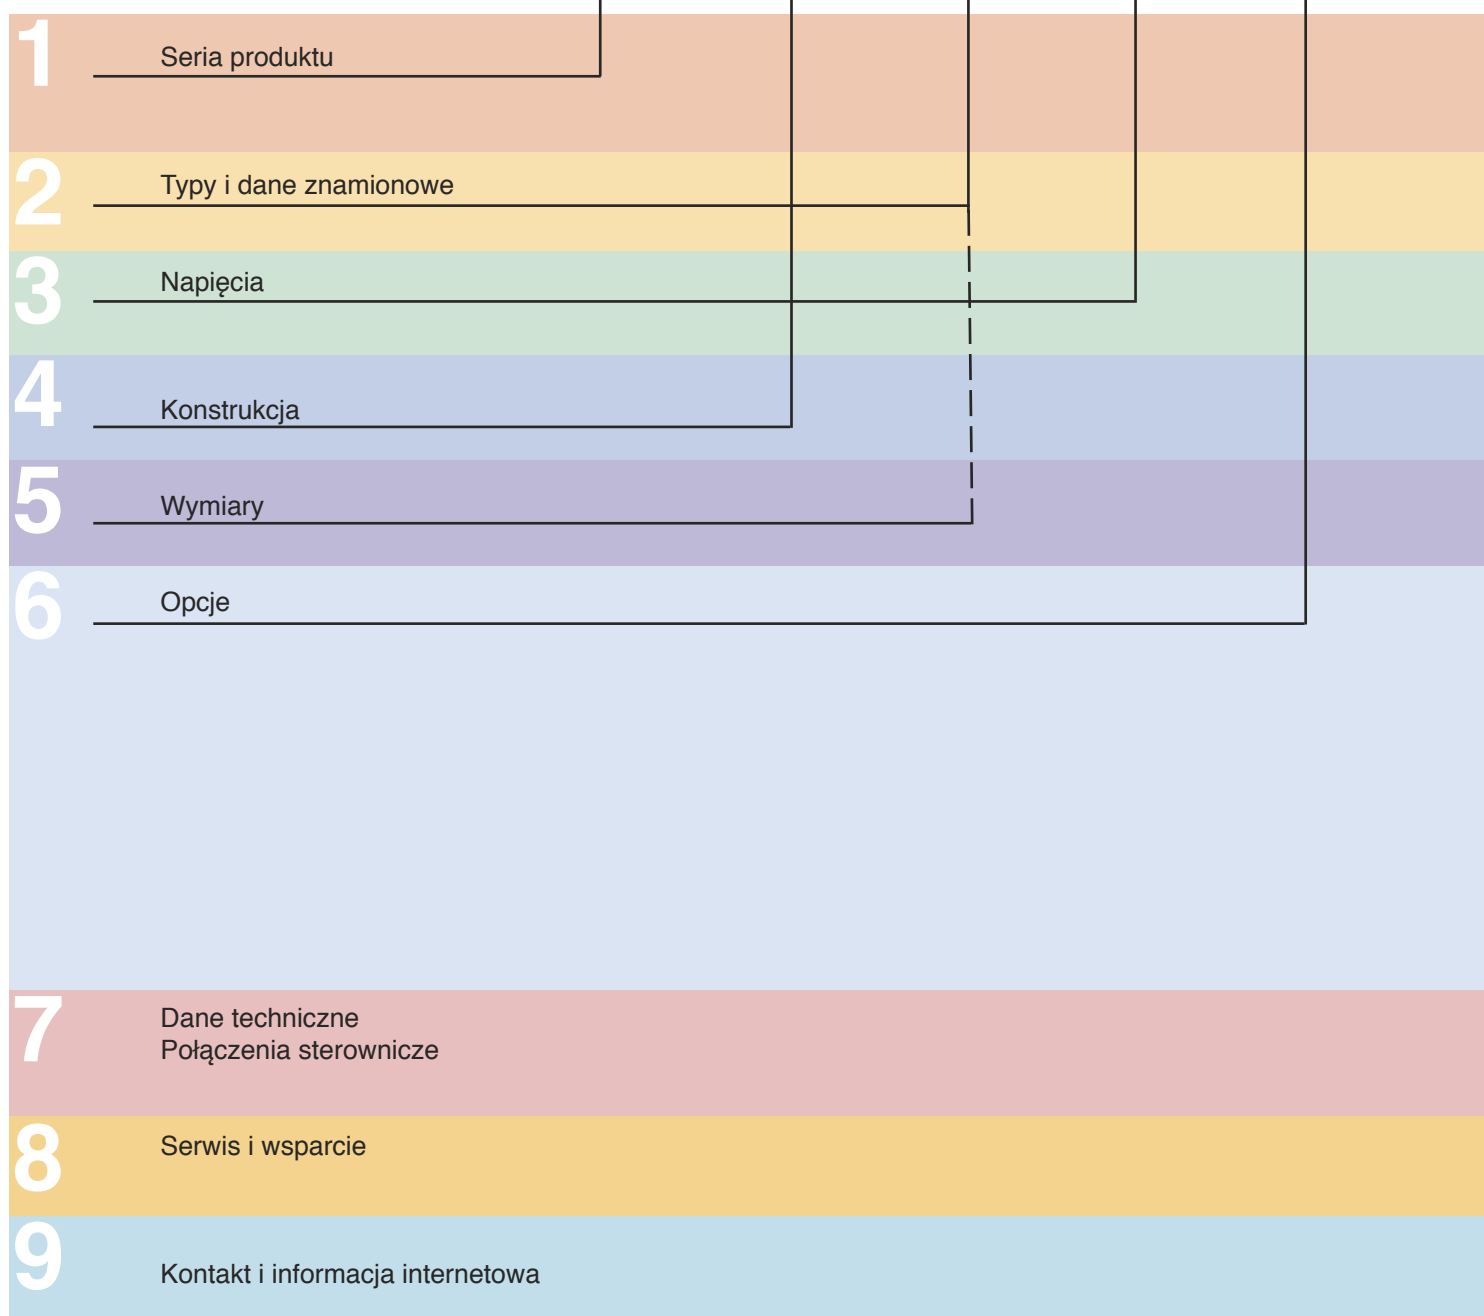 1
Seria produktu
2
Typy i dane znamionowe
3
Napięcia
4
Konstrukcja
5
Wymiary
6
Opcje
7
Dane techniczne
Połączenia sterownicze
8
Serwis i wsparcie
9
Kontakt i informacja internetowa